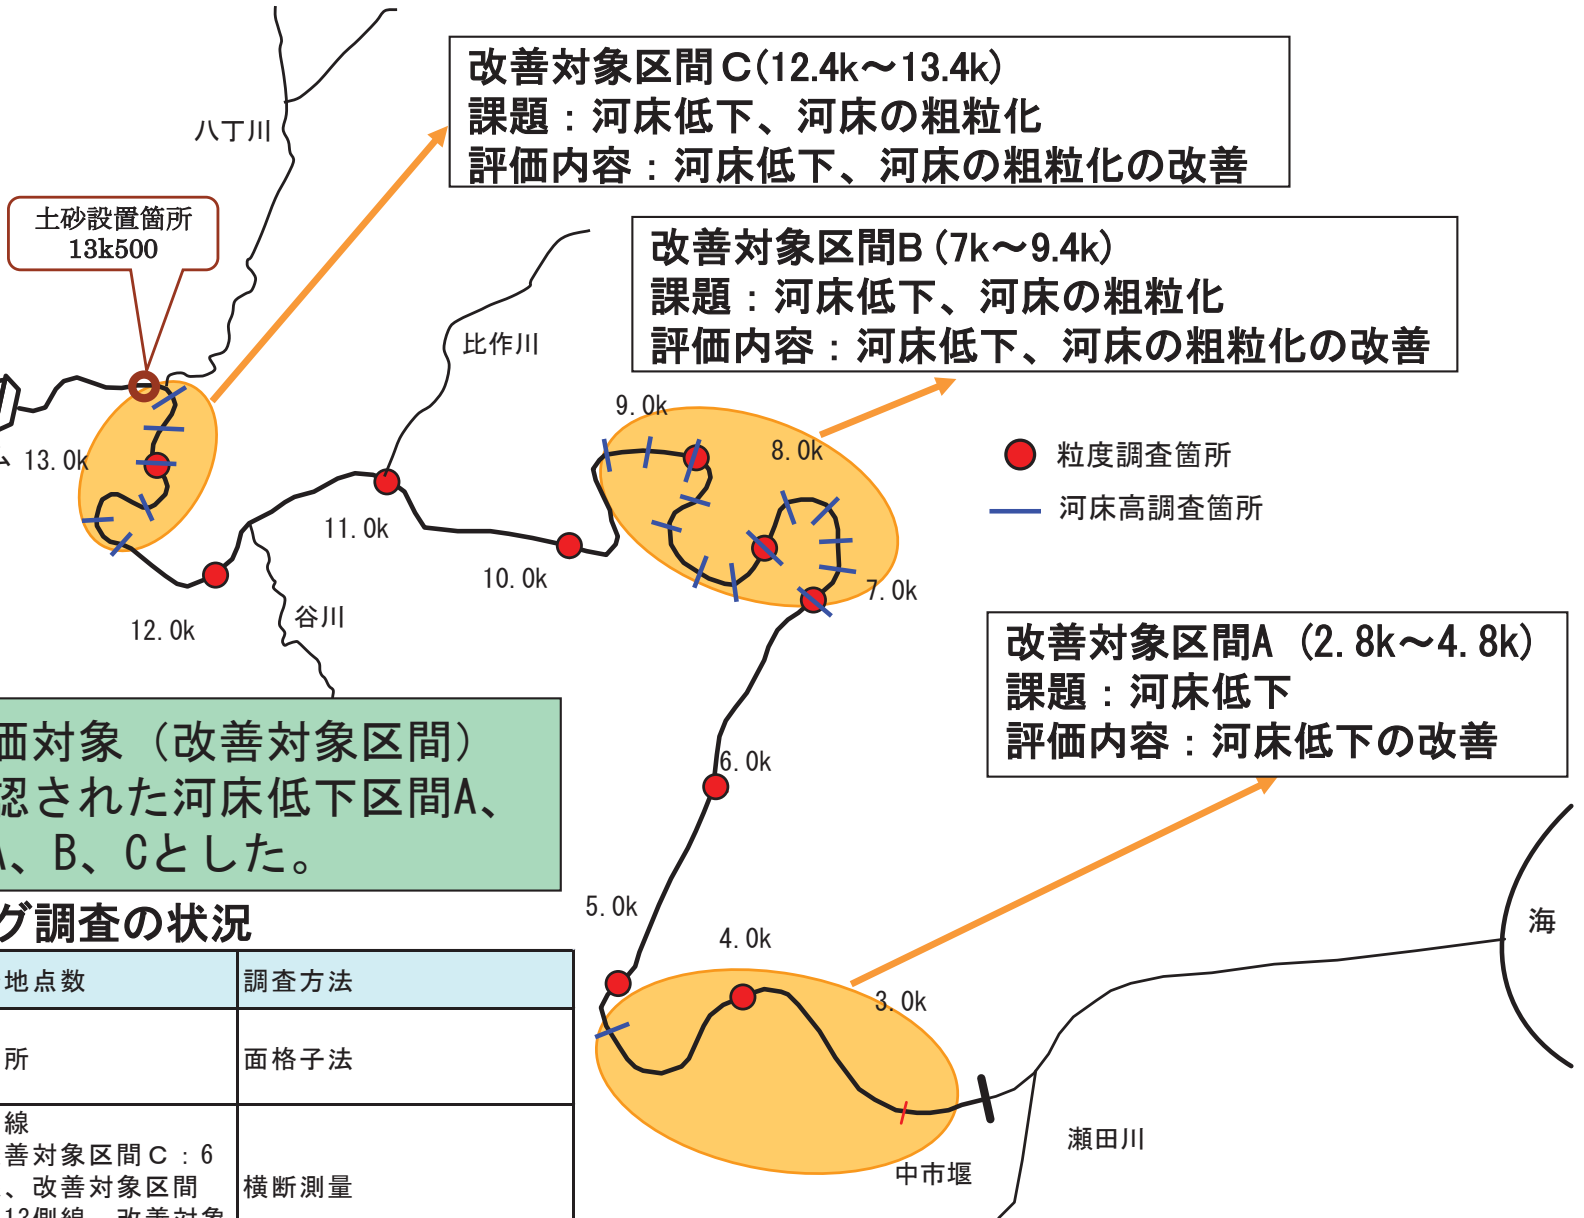 改善対象区間C(12.4k～13.4k)
課題：河床低下、河床の粗粒化
評価内容：河床低下、河床の粗粒化の改善
八丁川
土砂設置箇所
13k500
改善対象区間B(7k～9.4k)
課題：河床低下、河床の粗粒化
評価内容：河床低下、河床の粗粒化の改善
比作川
9.0k
8.0k
粒度調査箇所
河床高調査箇所
ム 13.0k
11.0k
10.0k
7.0k
12.0k
谷川
改善対象区間A (2.8k～4.8k)
課題：河床低下
評価内容：河床低下の改善
価対象（改善対象区間）
認された河床低下区間A、
A、B、Cとした。
6.0k
5.0k
4.0k
3.0k
海
瀬田川
中市堰
グ調査の状況
地点数 調査方法
所 面格子法
線
善対象区間C：6
、改善対象区間
横断測量
13側線、改善対象